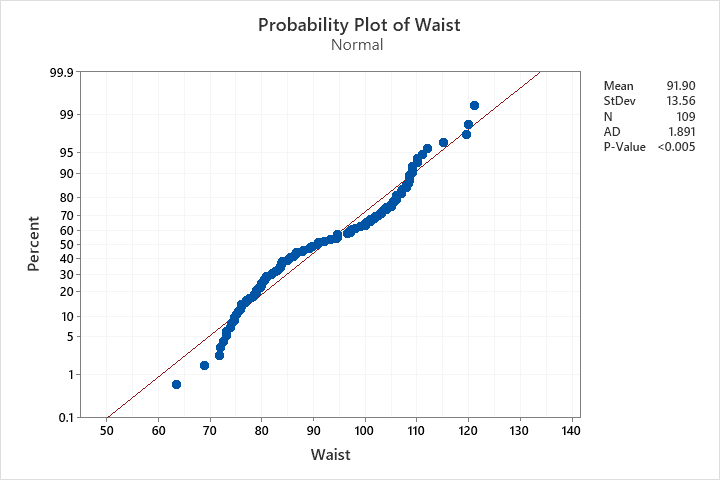 Probability Plot of Waist
Normal
99.9
99
95
90
80
70
60
50
40
30
20
10
5
1
0.1
Percent
50 60 70 80 90 100 110 120 130 140
Waist
Mean 91.90
StDev 13.56
N 109
AD 1.891
P-Value <0.005